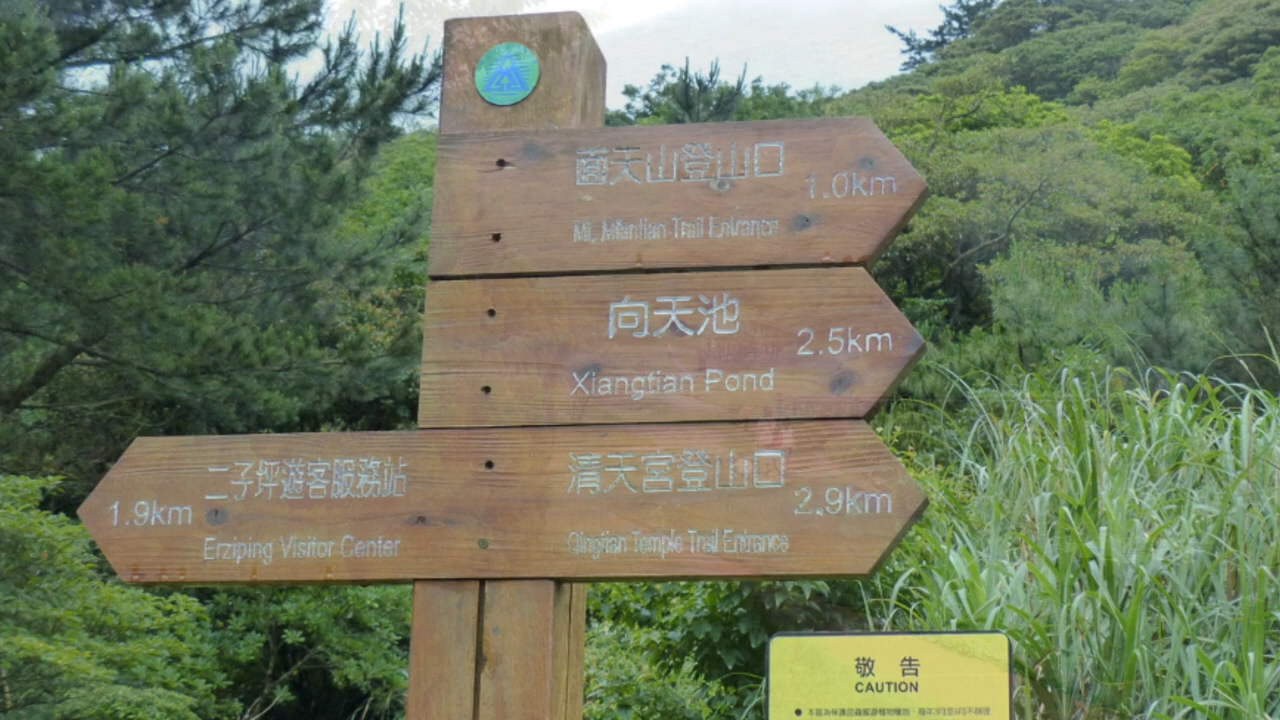 面天山登山口
1.0km
Mt. Miantian Trail Entrance
向天池
2.5km
Xiangtian Pond
二子坪遊客服務站
1.9km
Erziping Visitor Center
清天宮登山口
2.9km
Qingtian Temple Trail Entrance
敬告
CAUTION